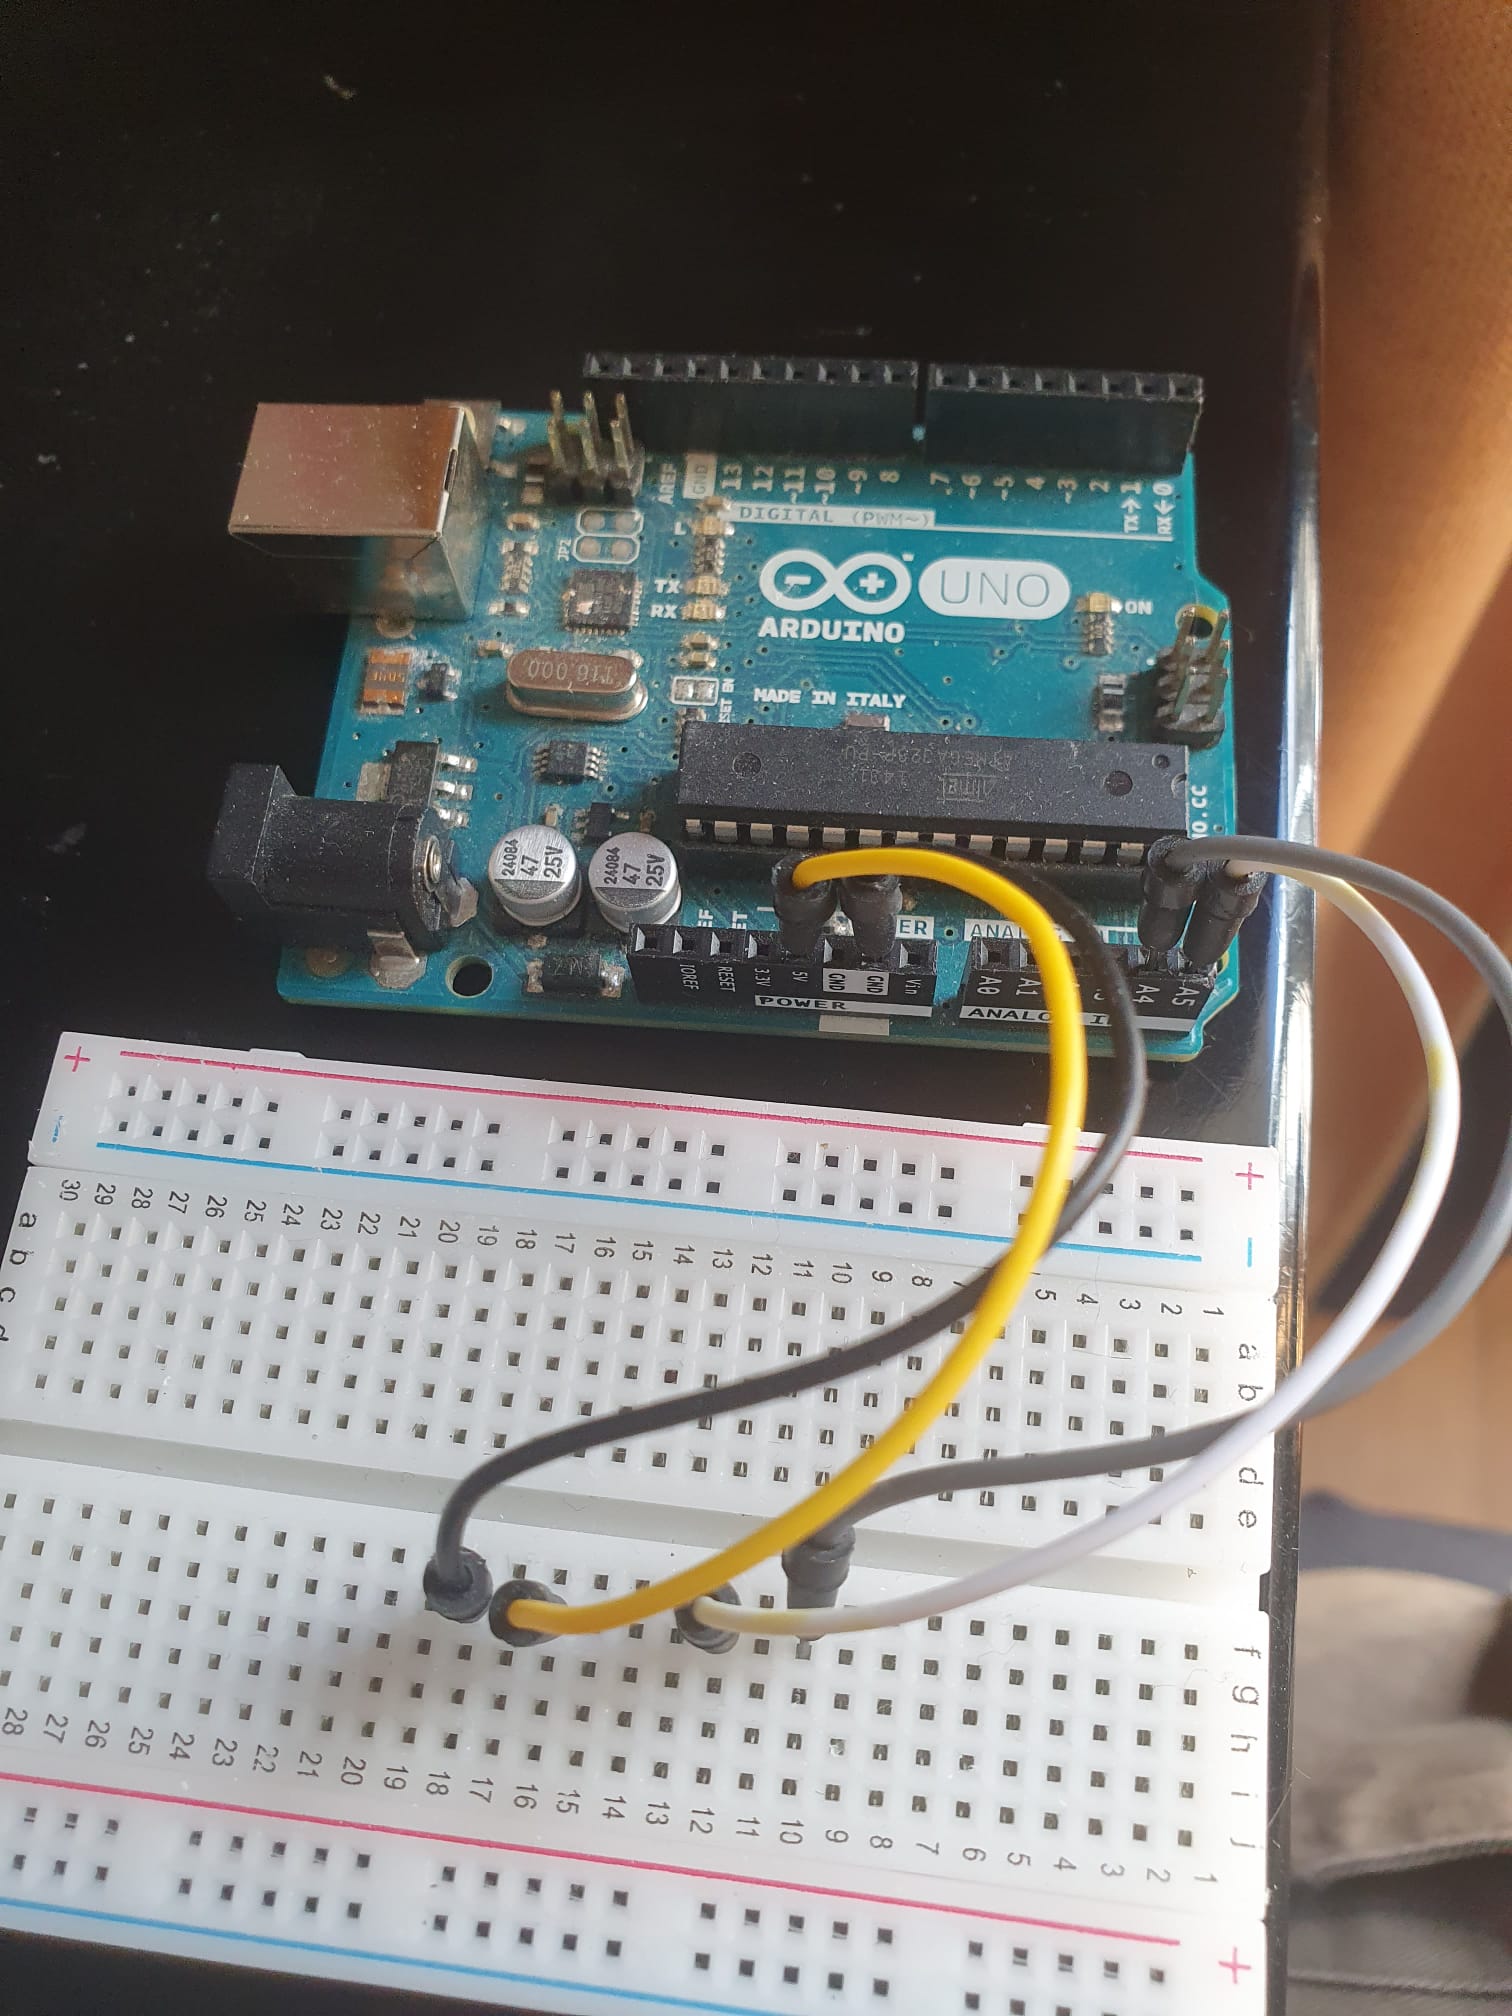 AREF
GND
13
12
~11
~10
~9
8
7
~6
~5
4
~3
2
TX→1
RX←0
DIGITAL (PWM~)
JP2
TX
RX
UNO
ON
ARDUINO
T16.000
MADE IN ITALY
24084
47
25V
24084
47
25V
IOREF
RESET
3.3V
5V
GND
GND
Vin
POWER
A0
A1
A4
A5
+
+
−
30 29 28 27 26 25 24 23 22 21 20 19 18 17 16 15 14 13 12 11 10 9 8 5 4 3 2 1
a
b
c
d
a
b
d
e
f
g
h
i
j
28 27 26 25 24 23 22 21 20 19 18 17 16 15 14 13 12 11 10 9 8 7 6 5 4 3 2 1
+